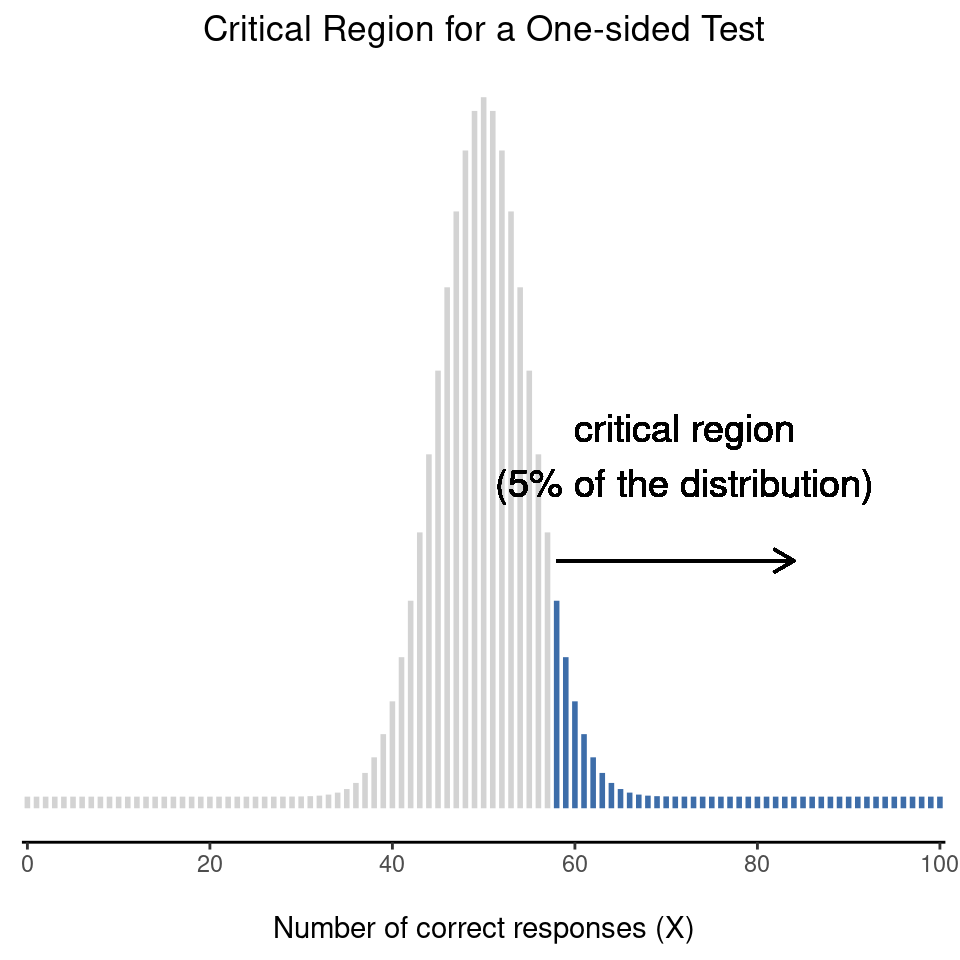 Critical Region for a One-sided Test
critical region
(5% of the distribution)
0 20 40 60 80 100
Number of correct responses (X)